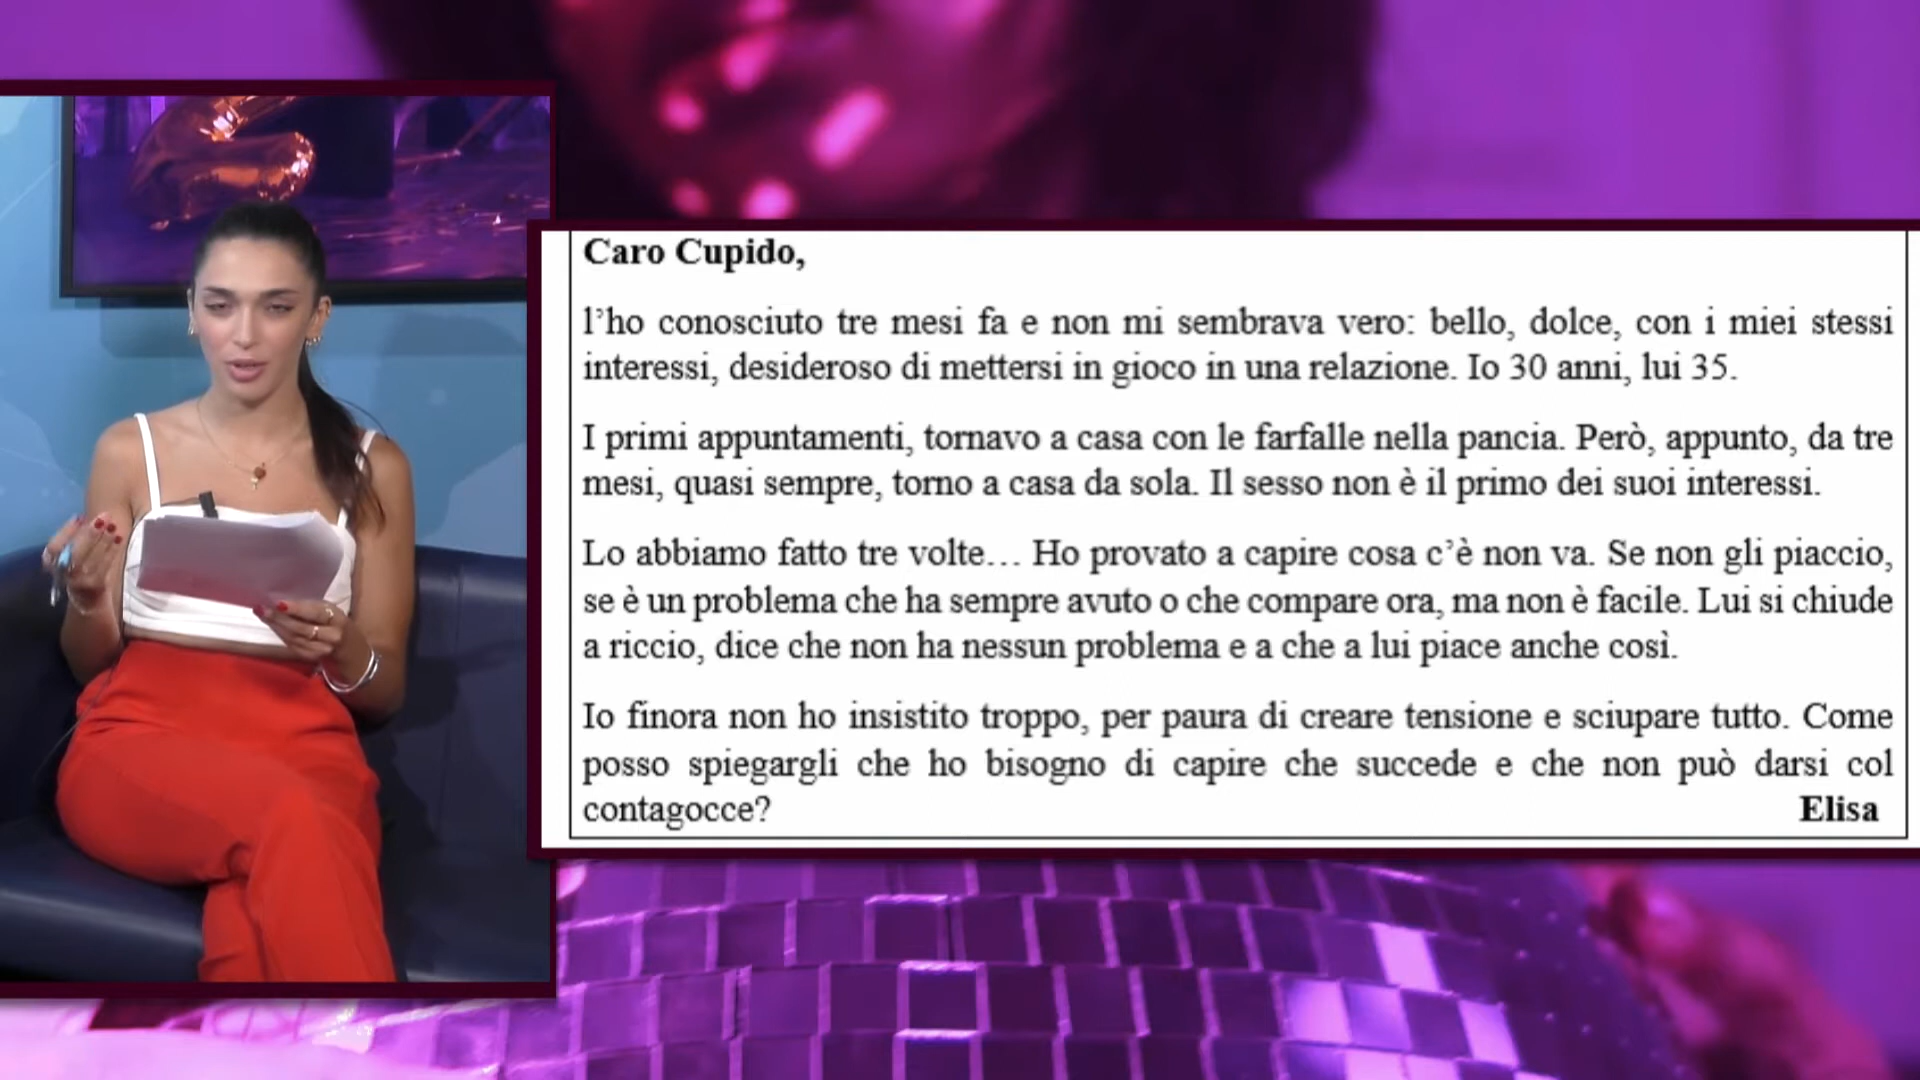 Caro Cupido,
l’ho conosciuto tre mesi fa e non mi sembrava vero: bello, dolce, con i miei stessi
interessi, desideroso di mettersi in gioco in una relazione. Io 30 anni, lui 35.
I primi appuntamenti, tornavo a casa con le farfalle nella pancia. Però, appunto, da tre
mesi, quasi sempre, torno a casa da sola. Il sesso non è il primo dei suoi interessi.
Lo abbiamo fatto tre volte… Ho provato a capire cosa c’è non va. Se non gli piaccio,
se è un problema che ha sempre avuto o che compare ora, ma non è facile. Lui si chiude
a riccio, dice che non ha nessun problema e a che a lui piace anche così.
Io finora non ho insistito troppo, per paura di creare tensione e sciupare tutto. Come
posso spiegargli che ho bisogno di capire che succede e che non può darsi col
contagocce? Elisa